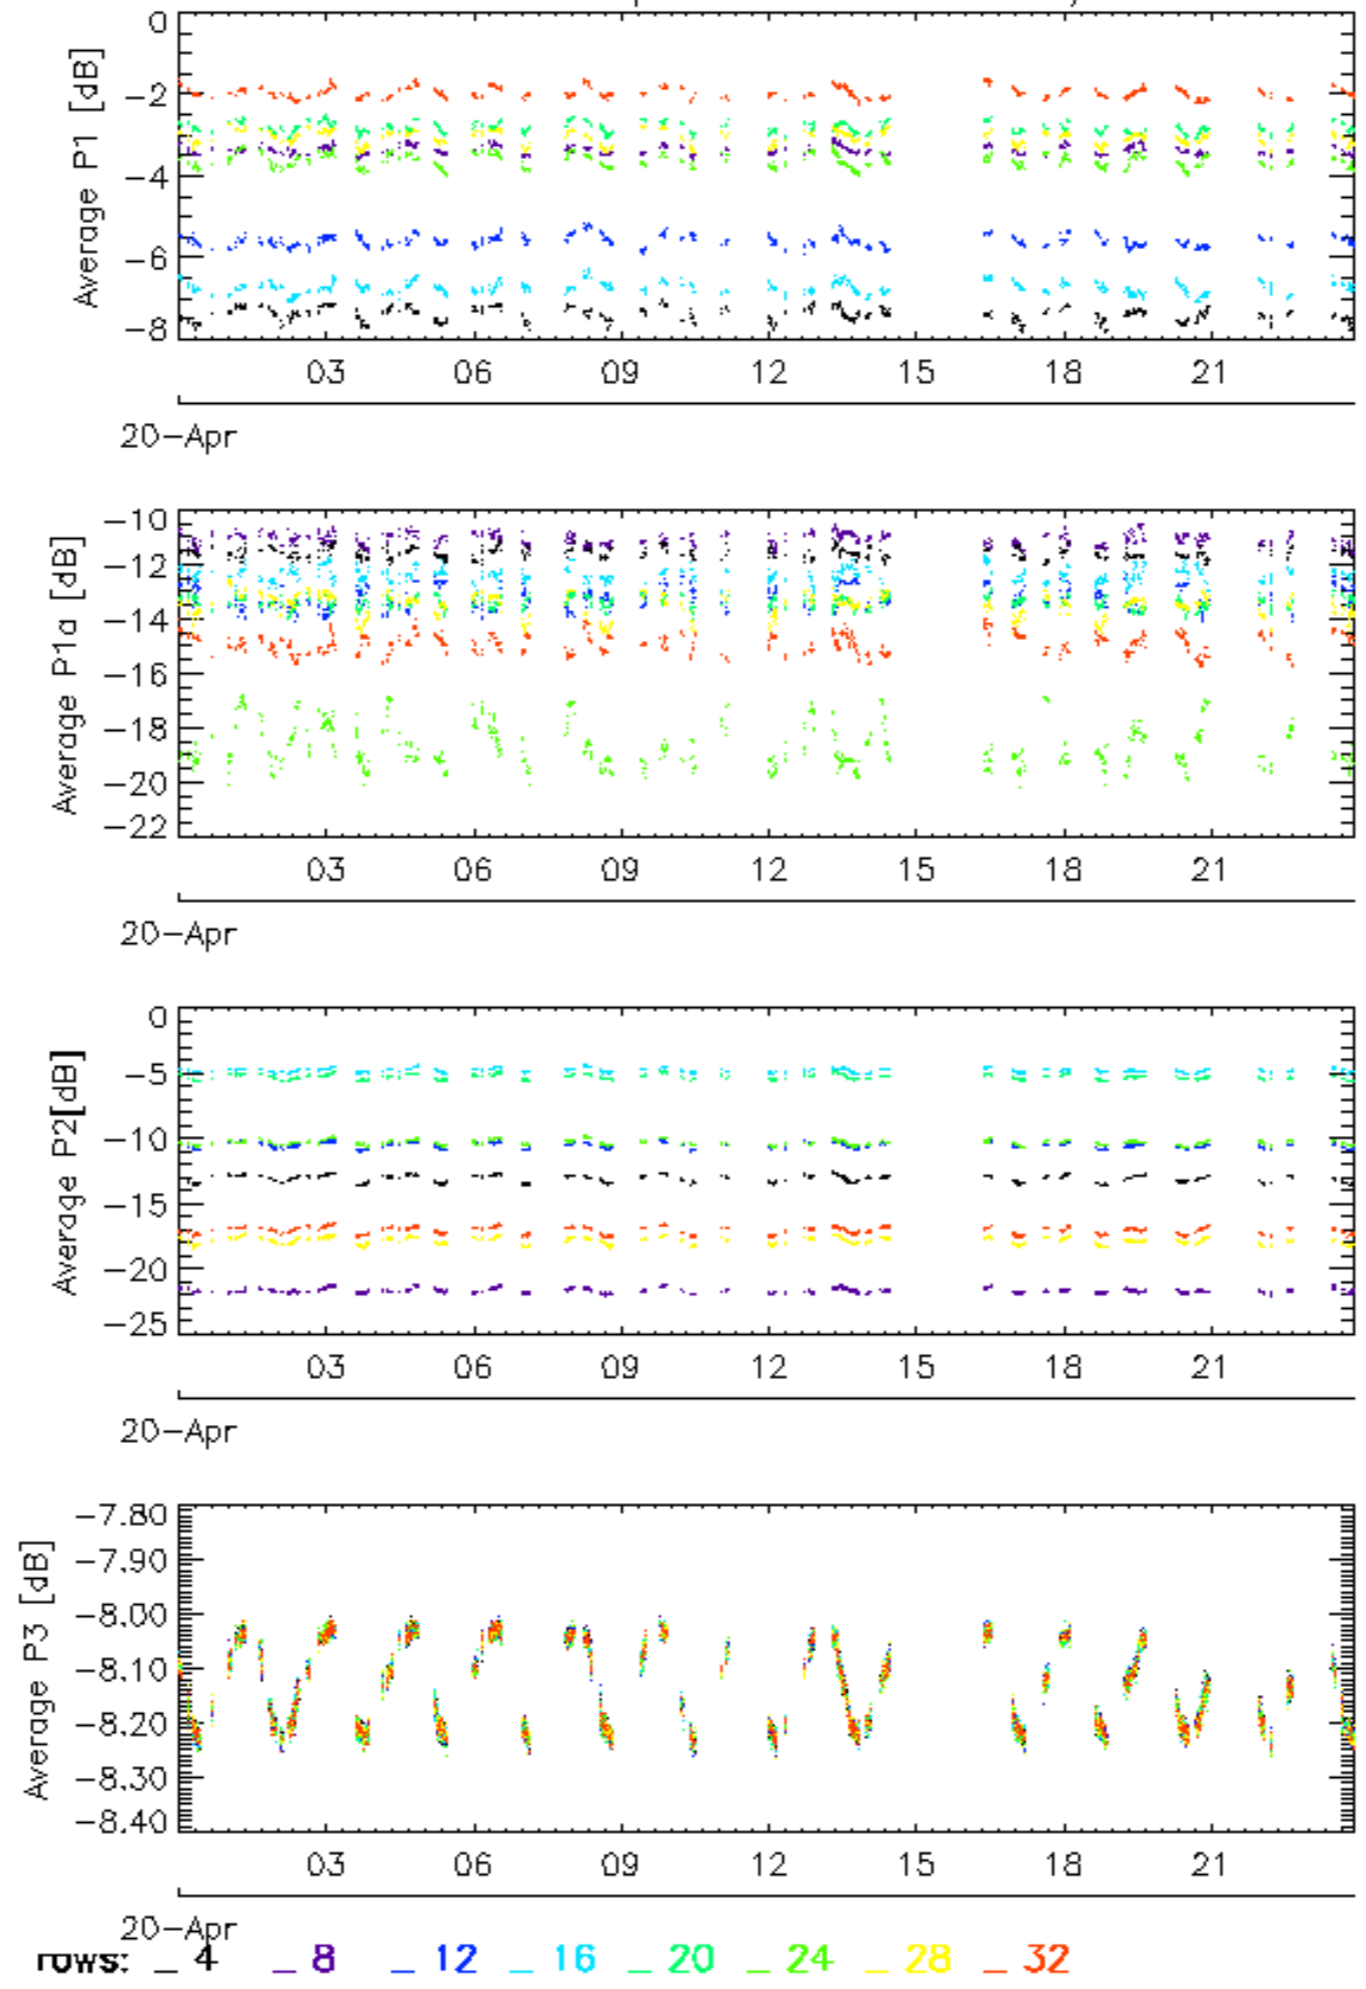 0
-2
-4
-6
-8
Average P1 [dB]
03 06 09 12 15 18 21
20-Apr
-10
-12
-14
-16
-18
-20
-22
Average P1a [dB]
03 06 09 12 15 18 21
20-Apr
0
-5
-10
-15
-20
-25
Average P2[dB]
03 06 09 12 15 18 21
20-Apr
-7.80
-7.90
-8.00
-8.10
-8.20
-8.30
-8.40
Average P3 [dB]
03 06 09 12 15 18 21
20-Apr
rows: _ 4 _ 8 _ 12 _ 16 _ 20 _ 24 _ 28 _ 32